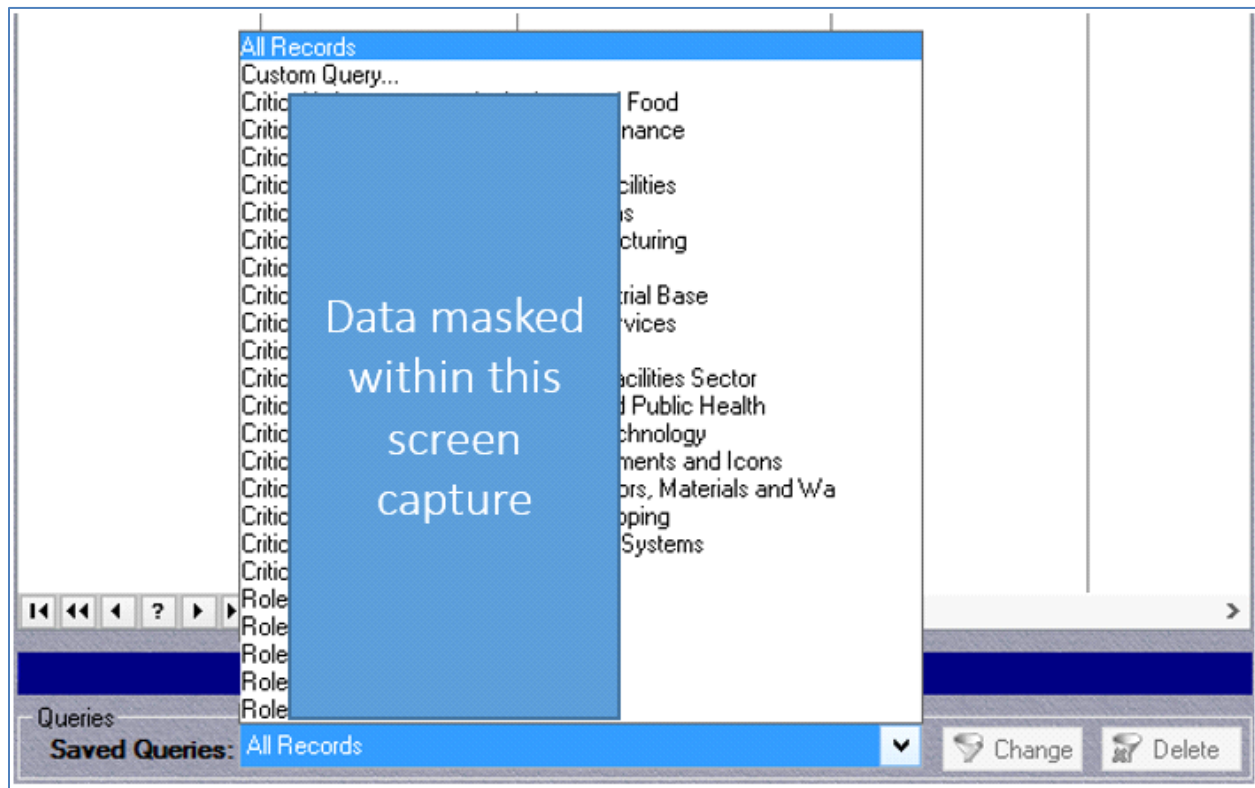 All Records
Custom Query...
Critic Food
Critic nance
Critic
Critic cilities
Critic s
Critic cturing
Critic
Critic trial Base
Critic vices
Critic
Critic acilities Sector
Critic d Public Health
Critic chnology
Critic ments and Icons
Critic ors, Materials and Wa
Critic pping
Critic Systems
Critic
Role
Role
Role
Role
Role
Data masked
within this
screen
capture
?
Queries
Saved Queries: All Records Change Delete